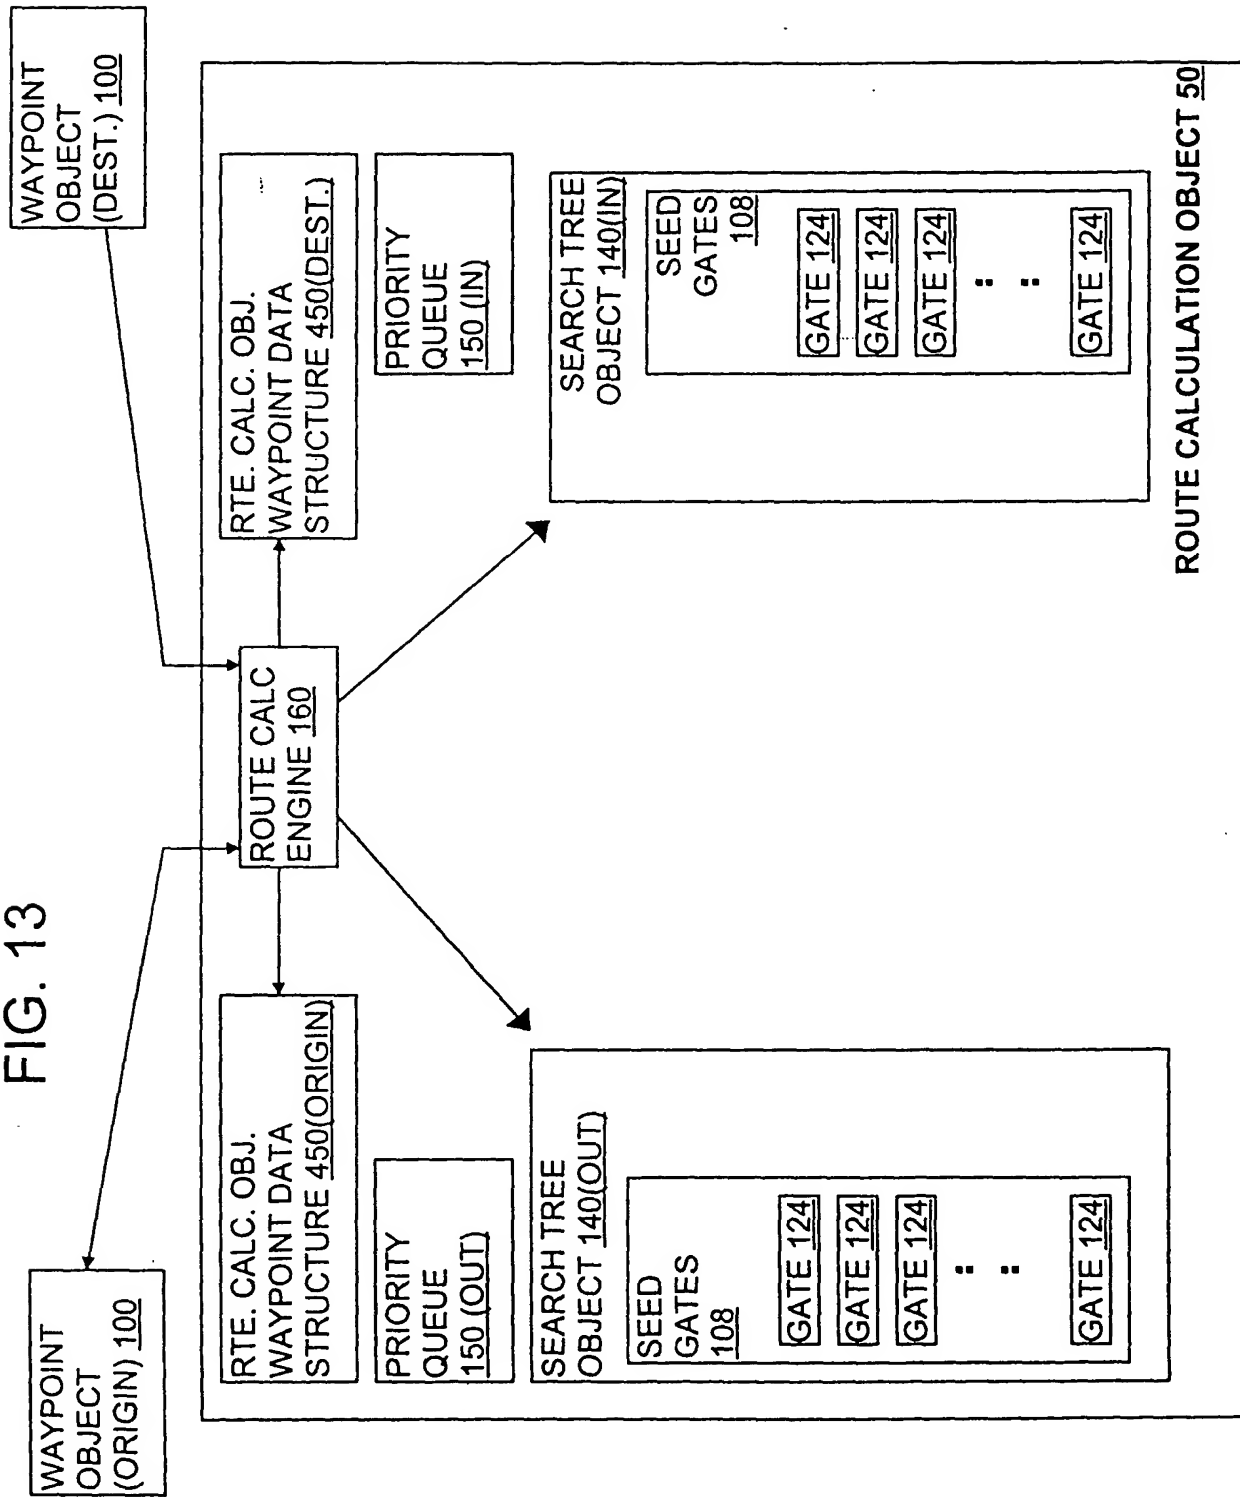 FIG. 13
WAYPOINT
OBJECT
(ORIGIN) 100
WAYPOINT
OBJECT
(DEST.) 100
ROUTE CALC
ENGINE 160
RTE. CALC. OBJ.
WAYPOINT DATA
STRUCTURE 450(ORIGIN)
PRIORITY
QUEUE
150 (OUT)
SEARCH TREE
OBJECT 140(OUT)
SEED
GATES
108
GATE 124
GATE 124
GATE 124
GATE 124
RTE. CALC. OBJ.
WAYPOINT DATA
STRUCTURE 450(DEST.)
PRIORITY
QUEUE
150 (IN)
SEARCH TREE
OBJECT 140(IN)
SEED
GATES
108
GATE 124
GATE 124
GATE 124
GATE 124
ROUTE CALCULATION OBJECT 50